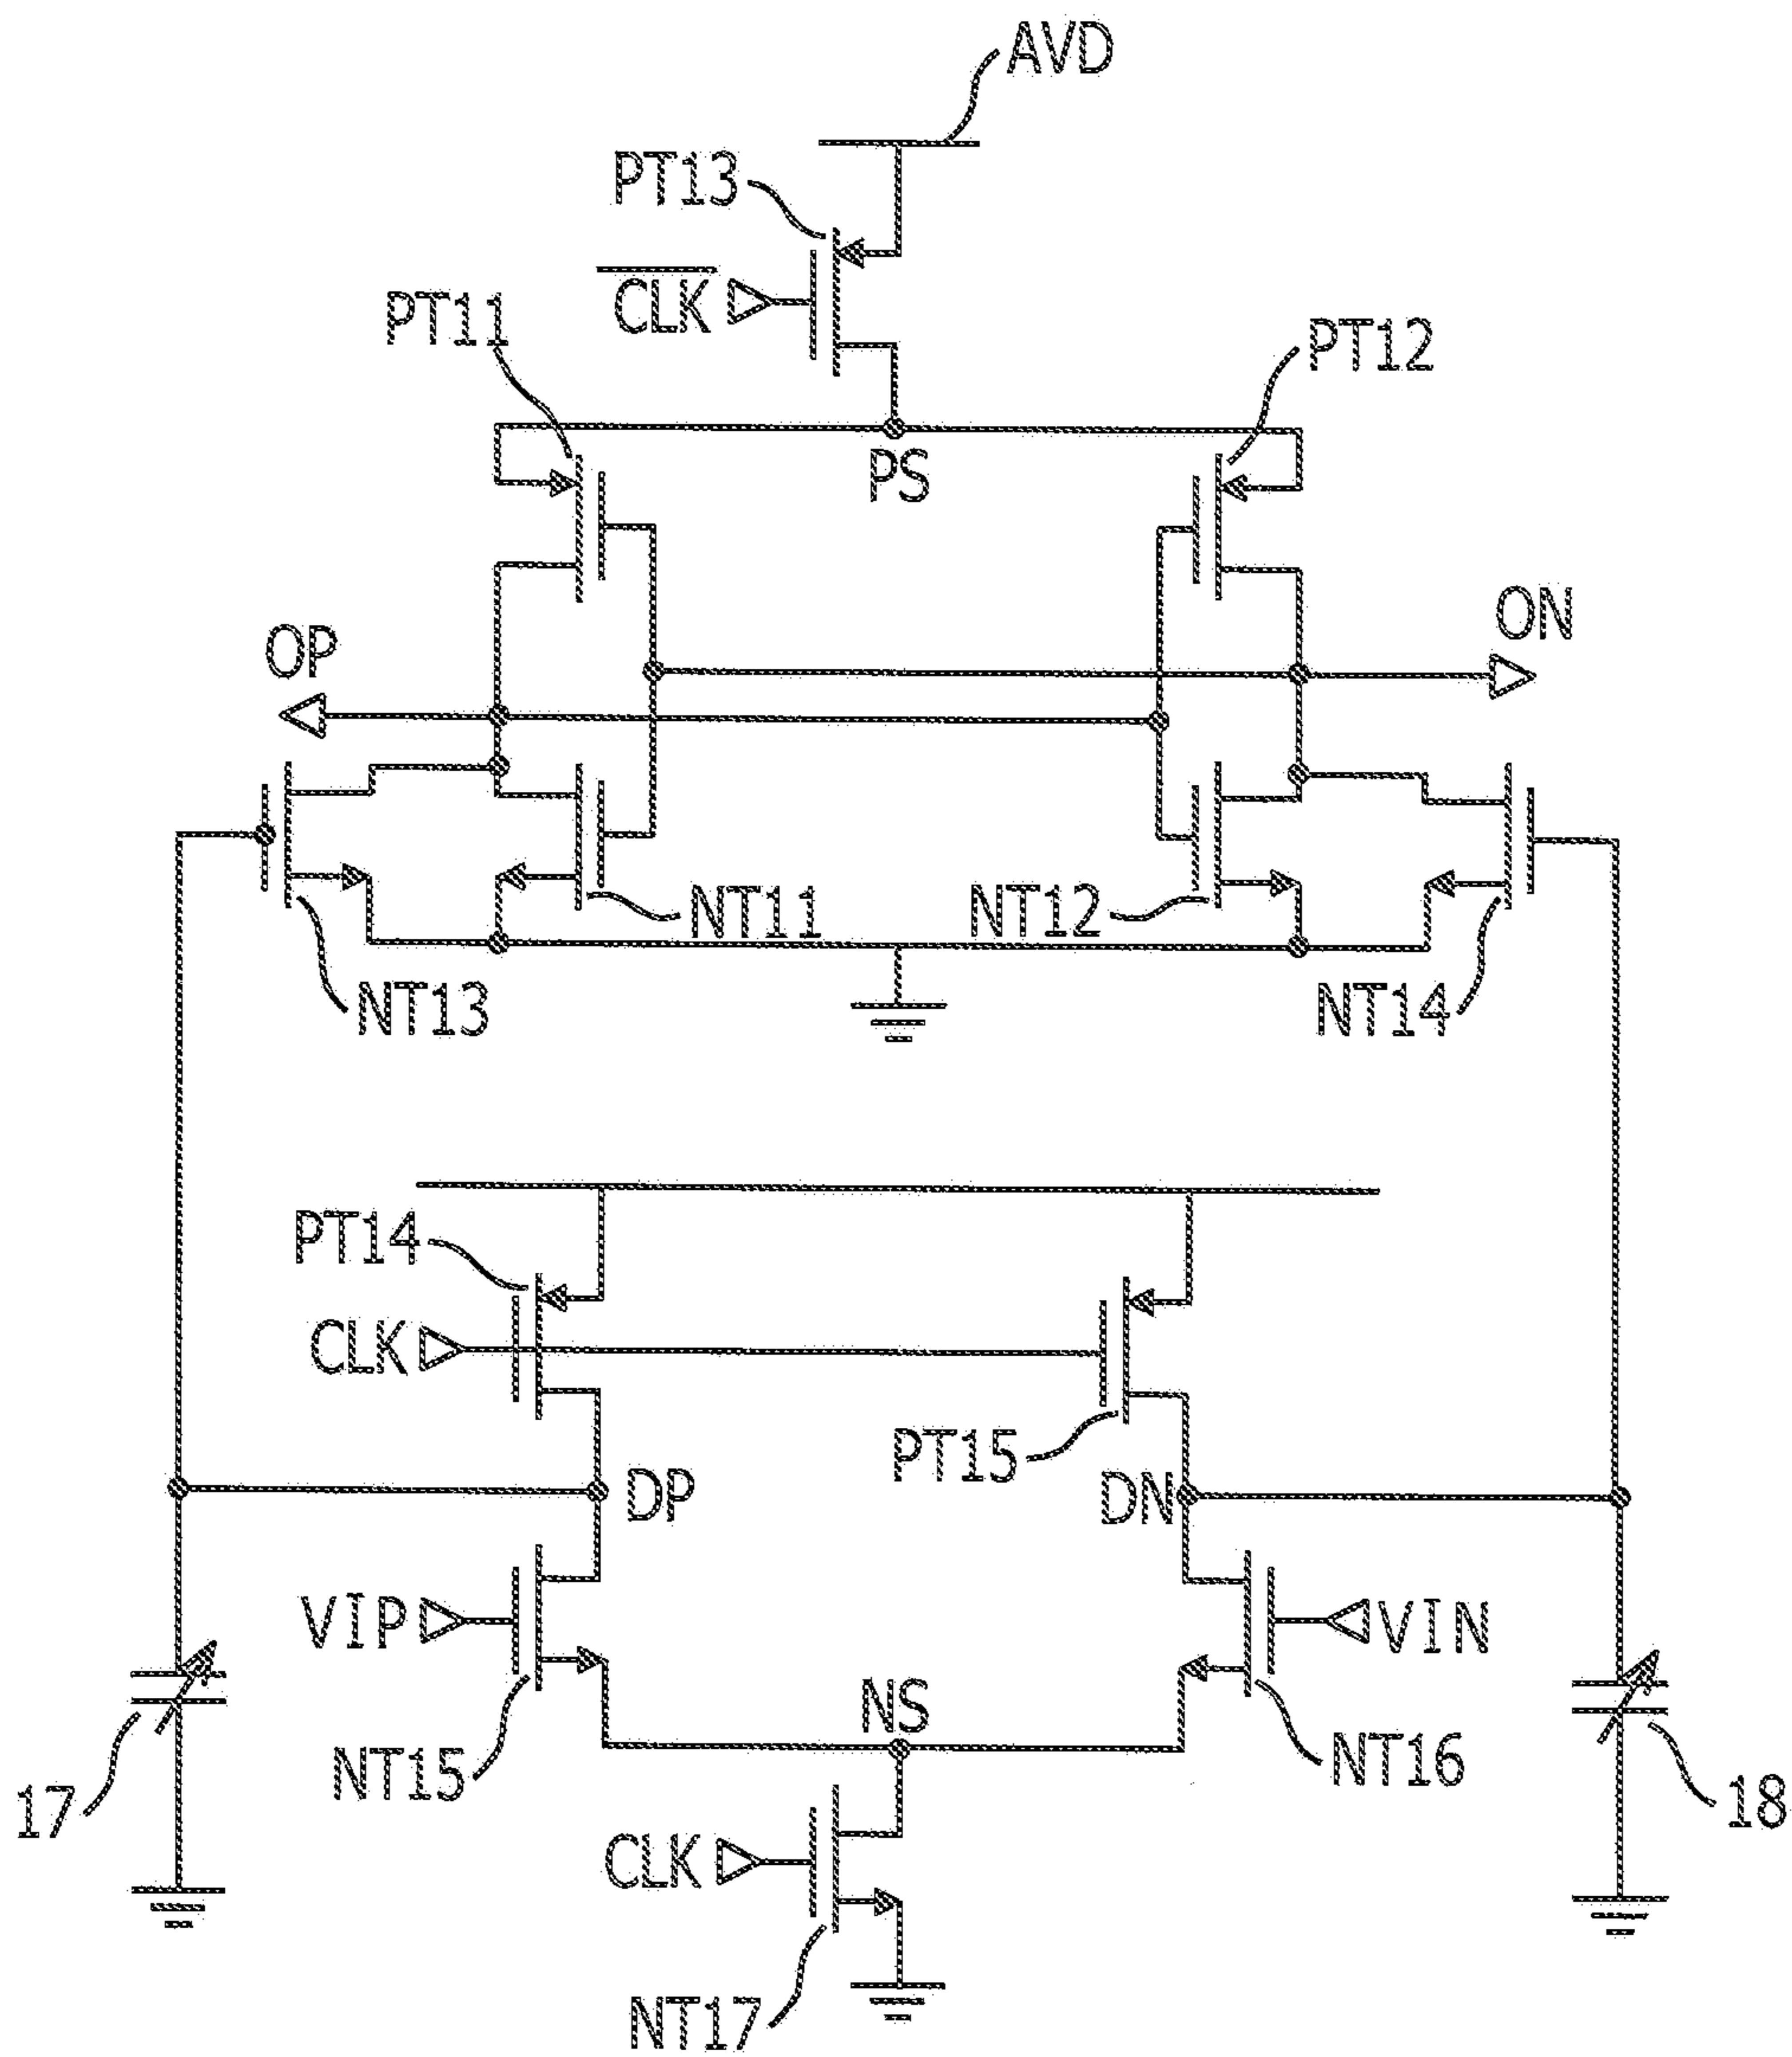 AVD
PT13
C̅L̅K̅
PT11
PT12
PS
OP
ON
NT11
NT12
NT13
NT14
PT14
CLK
PT15
DP
DN
VIP
VIN
NS
NT15
NT16
17
18
CLK
NT17